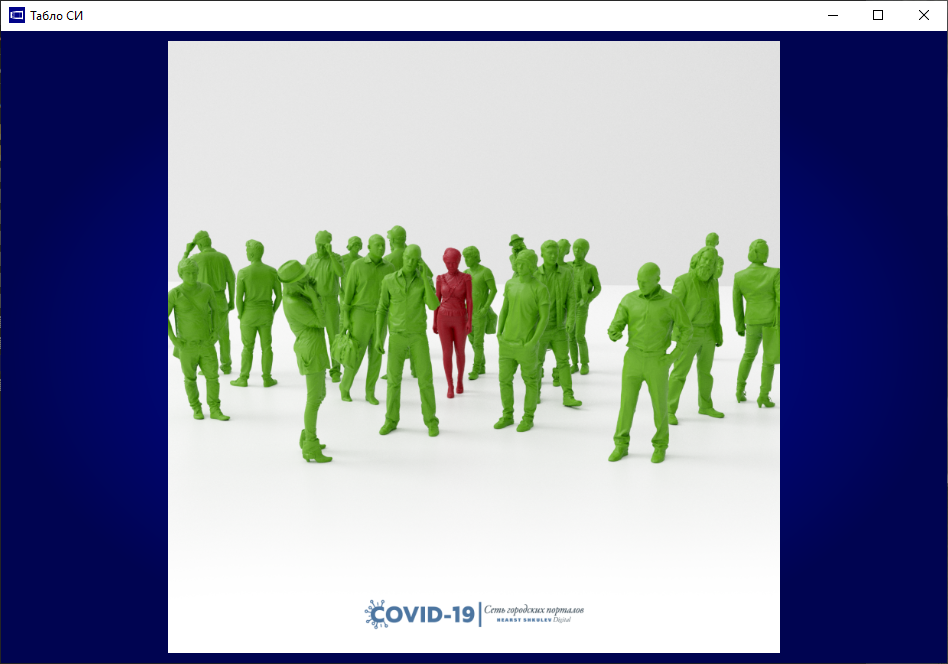 Табло СИ
COVID-19
Сеть городских порталов
HEARST SHKULEV Digital